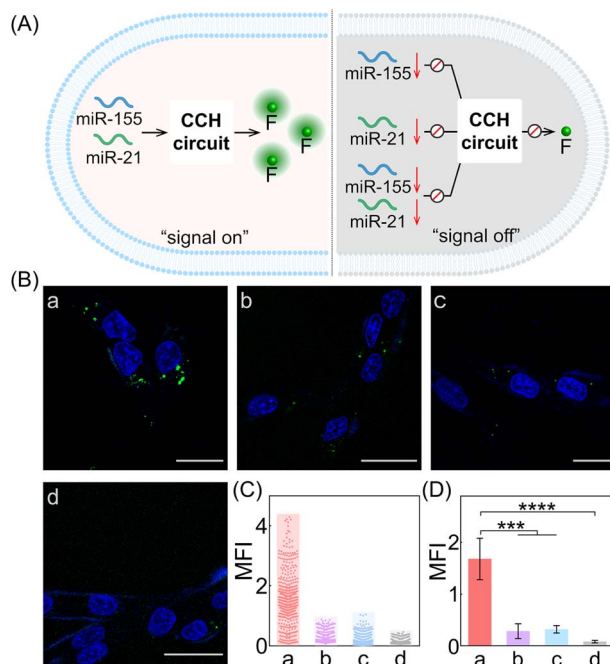 (A)
miR-155
miR-21
CCH
circuit
F
F
F
"signal on"
miR-155
miR-21
miR-155
miR-21
CCH
circuit
F
"signal off"
(B)
a
b
c
d
(C)
MFI
4
2
0
a b c d
(D)
MFI
2
1
0
****
***
a b c d